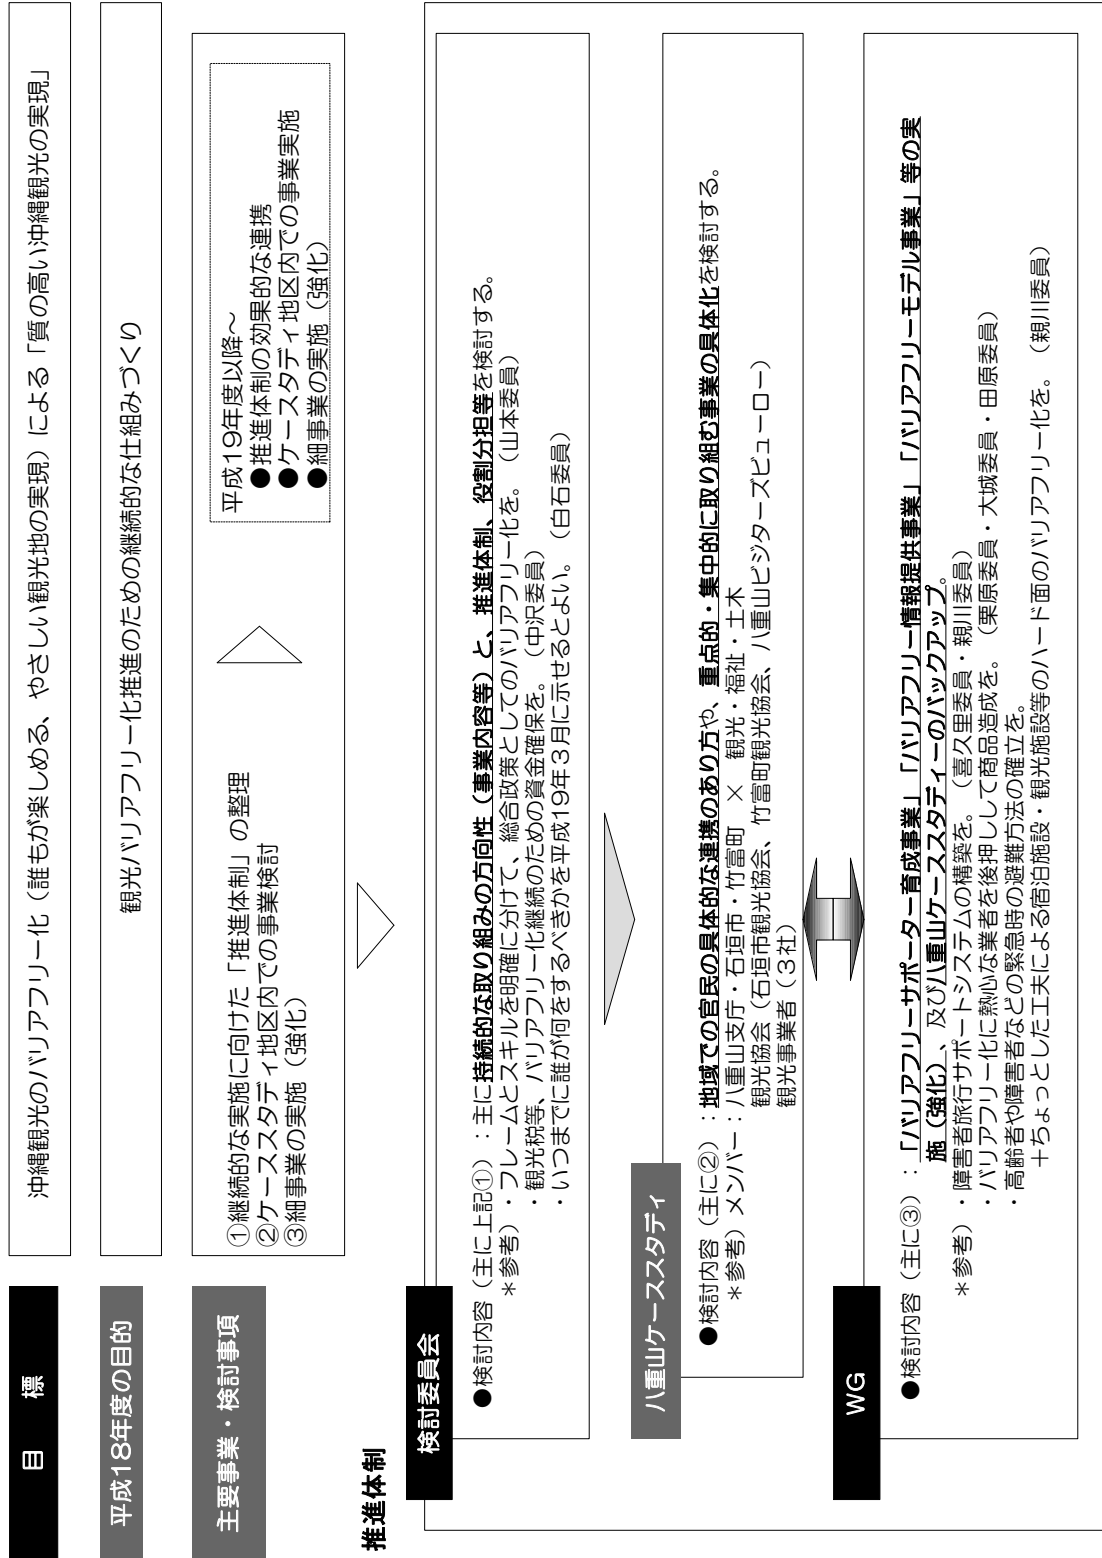 目　標
沖縄観光のバリアフリー化（誰もが楽しめる、やさしい観光地の実現）による「質の高い沖縄観光の実現」
平成18年度の目的
観光バリアフリー化推進のための継続的な仕組みづくり
主要事業・検討事項
①継続的な実施に向けた「推進体制」の整理
②ケーススタディ地区内での事業検討
③細事業の実施（強化）
平成19年度以降～
●推進体制の効果的な連携
●ケースタディ地区内での事業実施
●細事業の実施（強化）
推進体制
検討委員会
●検討内容（主に上記①）：主に持続的な取り組みの方向性（事業内容等）と、推進体制、役割分担等を検討する。
＊参考）・フレームとスキルを明確に分けて、総合政策としてのバリアフリー化を。（山本委員）
・観光税等、バリアフリー化継続のための資金確保を。（中沢委員）
・いつまでに誰が何をするべきかを平成19年3月に示せるとよい。（白石委員）
八重山ケーススタディ
●検討内容（主に②）：地域での官民の具体的な連携のあり方や、重点的・集中的に取り組む事業の具体化を検討する。
＊参考）メンバー：八重山支庁・石垣市・竹富町　×　観光・福祉・土木
観光協会（石垣市観光協会、竹富町観光協会、八重山ビジターズビューロー）
観光事業者（3社）
WG
●検討内容（主に③）：「バリアフリーサポーター育成事業」「バリアフリー情報提供事業」「バリアフリーモデル事業」等の実
施（強化）、及び八重山ケーススタディーのバックアップ。
＊参考）・障害者旅行サポートシステムの構築を。（喜久里委員・親川委員）
・バリアフリー化に熱心な業者を後押しして商品造成を。（栗原委員・大城委員・田原委員）
・高齢者や障害者などの緊急時の避難方法の確立を。
＋ちょっとした工夫による宿泊施設・観光施設等のハード面のバリアフリー化を。（親川委員）